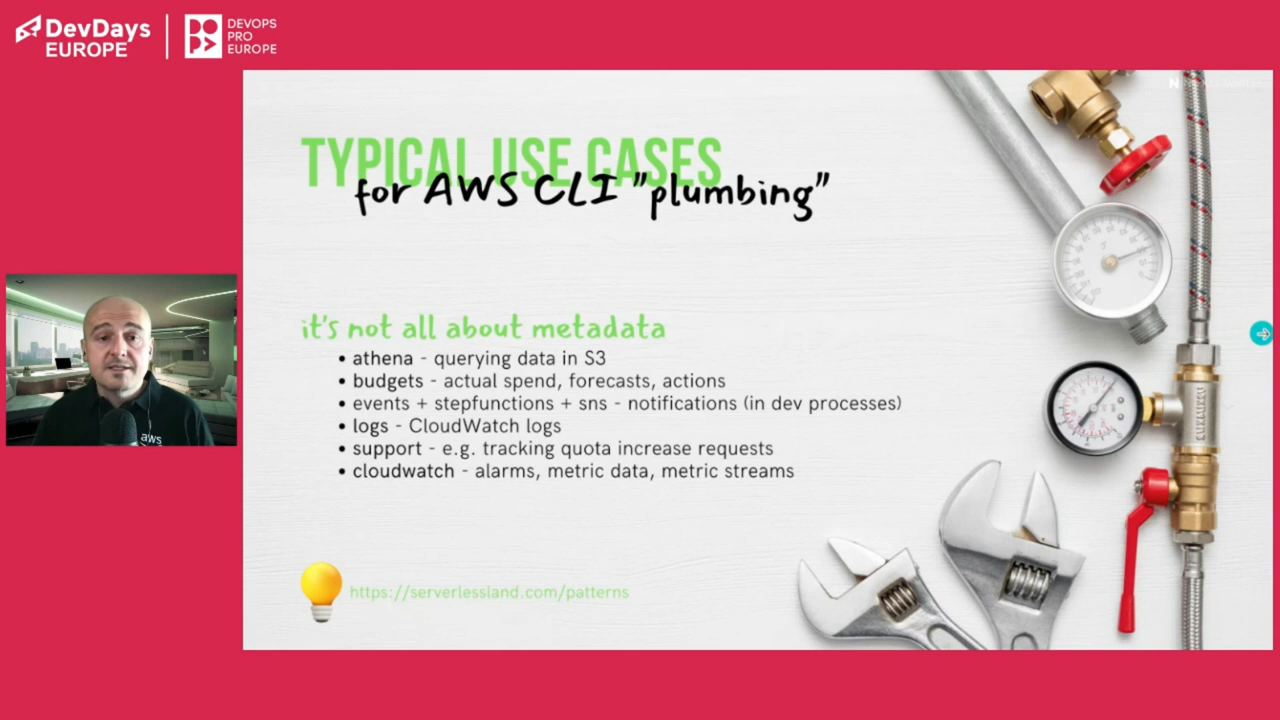 DevDays
EUROPE
DEVOPS
PRO
EUROPE
TYPICAL USE CASES
for AWS CLI "plumbing"
it's not all about metadata
• athena - querying data in S3
• budgets - actual spend, forecasts, actions
• events + stepfunctions + sns - notifications (in dev processes)
• logs - CloudWatch logs
• support - e.g. tracking quota increase requests
• cloudwatch - alarms, metric data, metric streams
https://serverlessland.com/patterns
aws